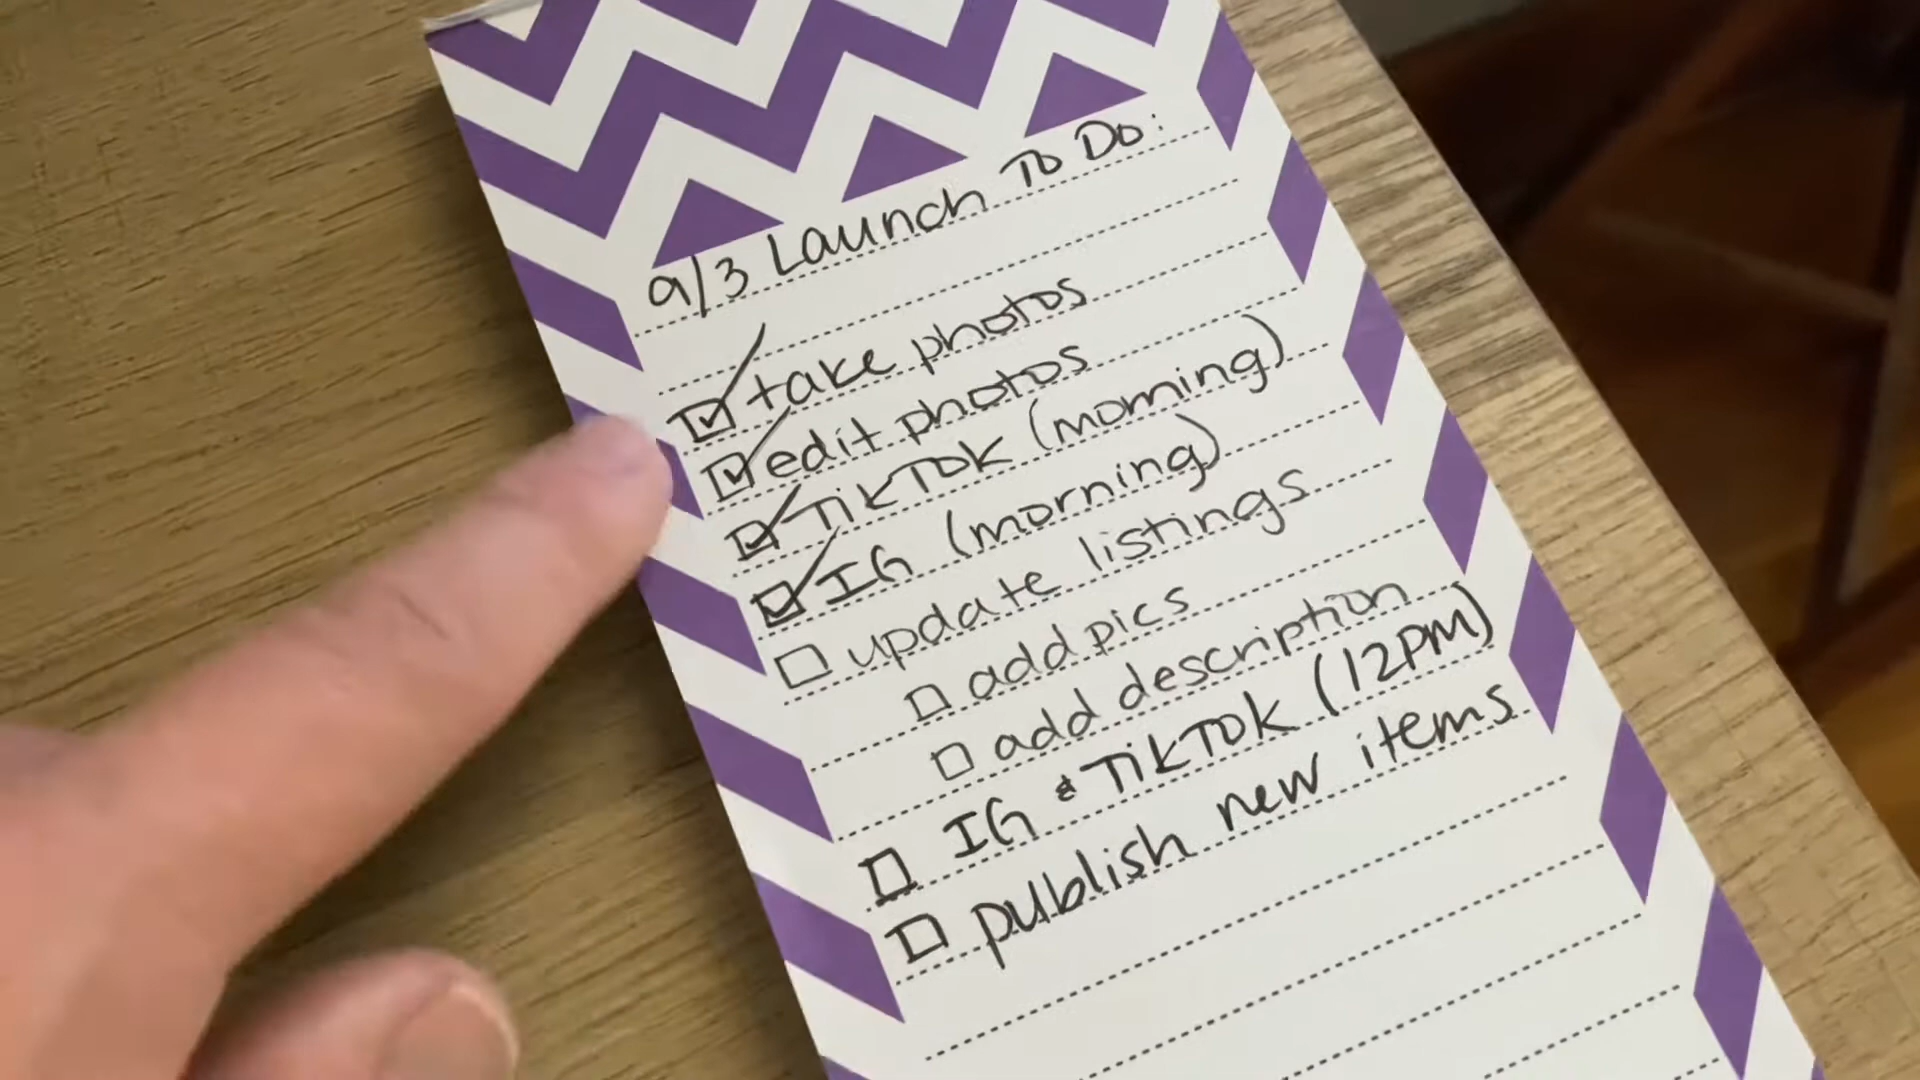 9/3 Launch To Do:
take photos
edit photos
TikTok (morning)
IG (morning)
update listings
add pics
add description
IG & TikTok (12PM)
publish new items